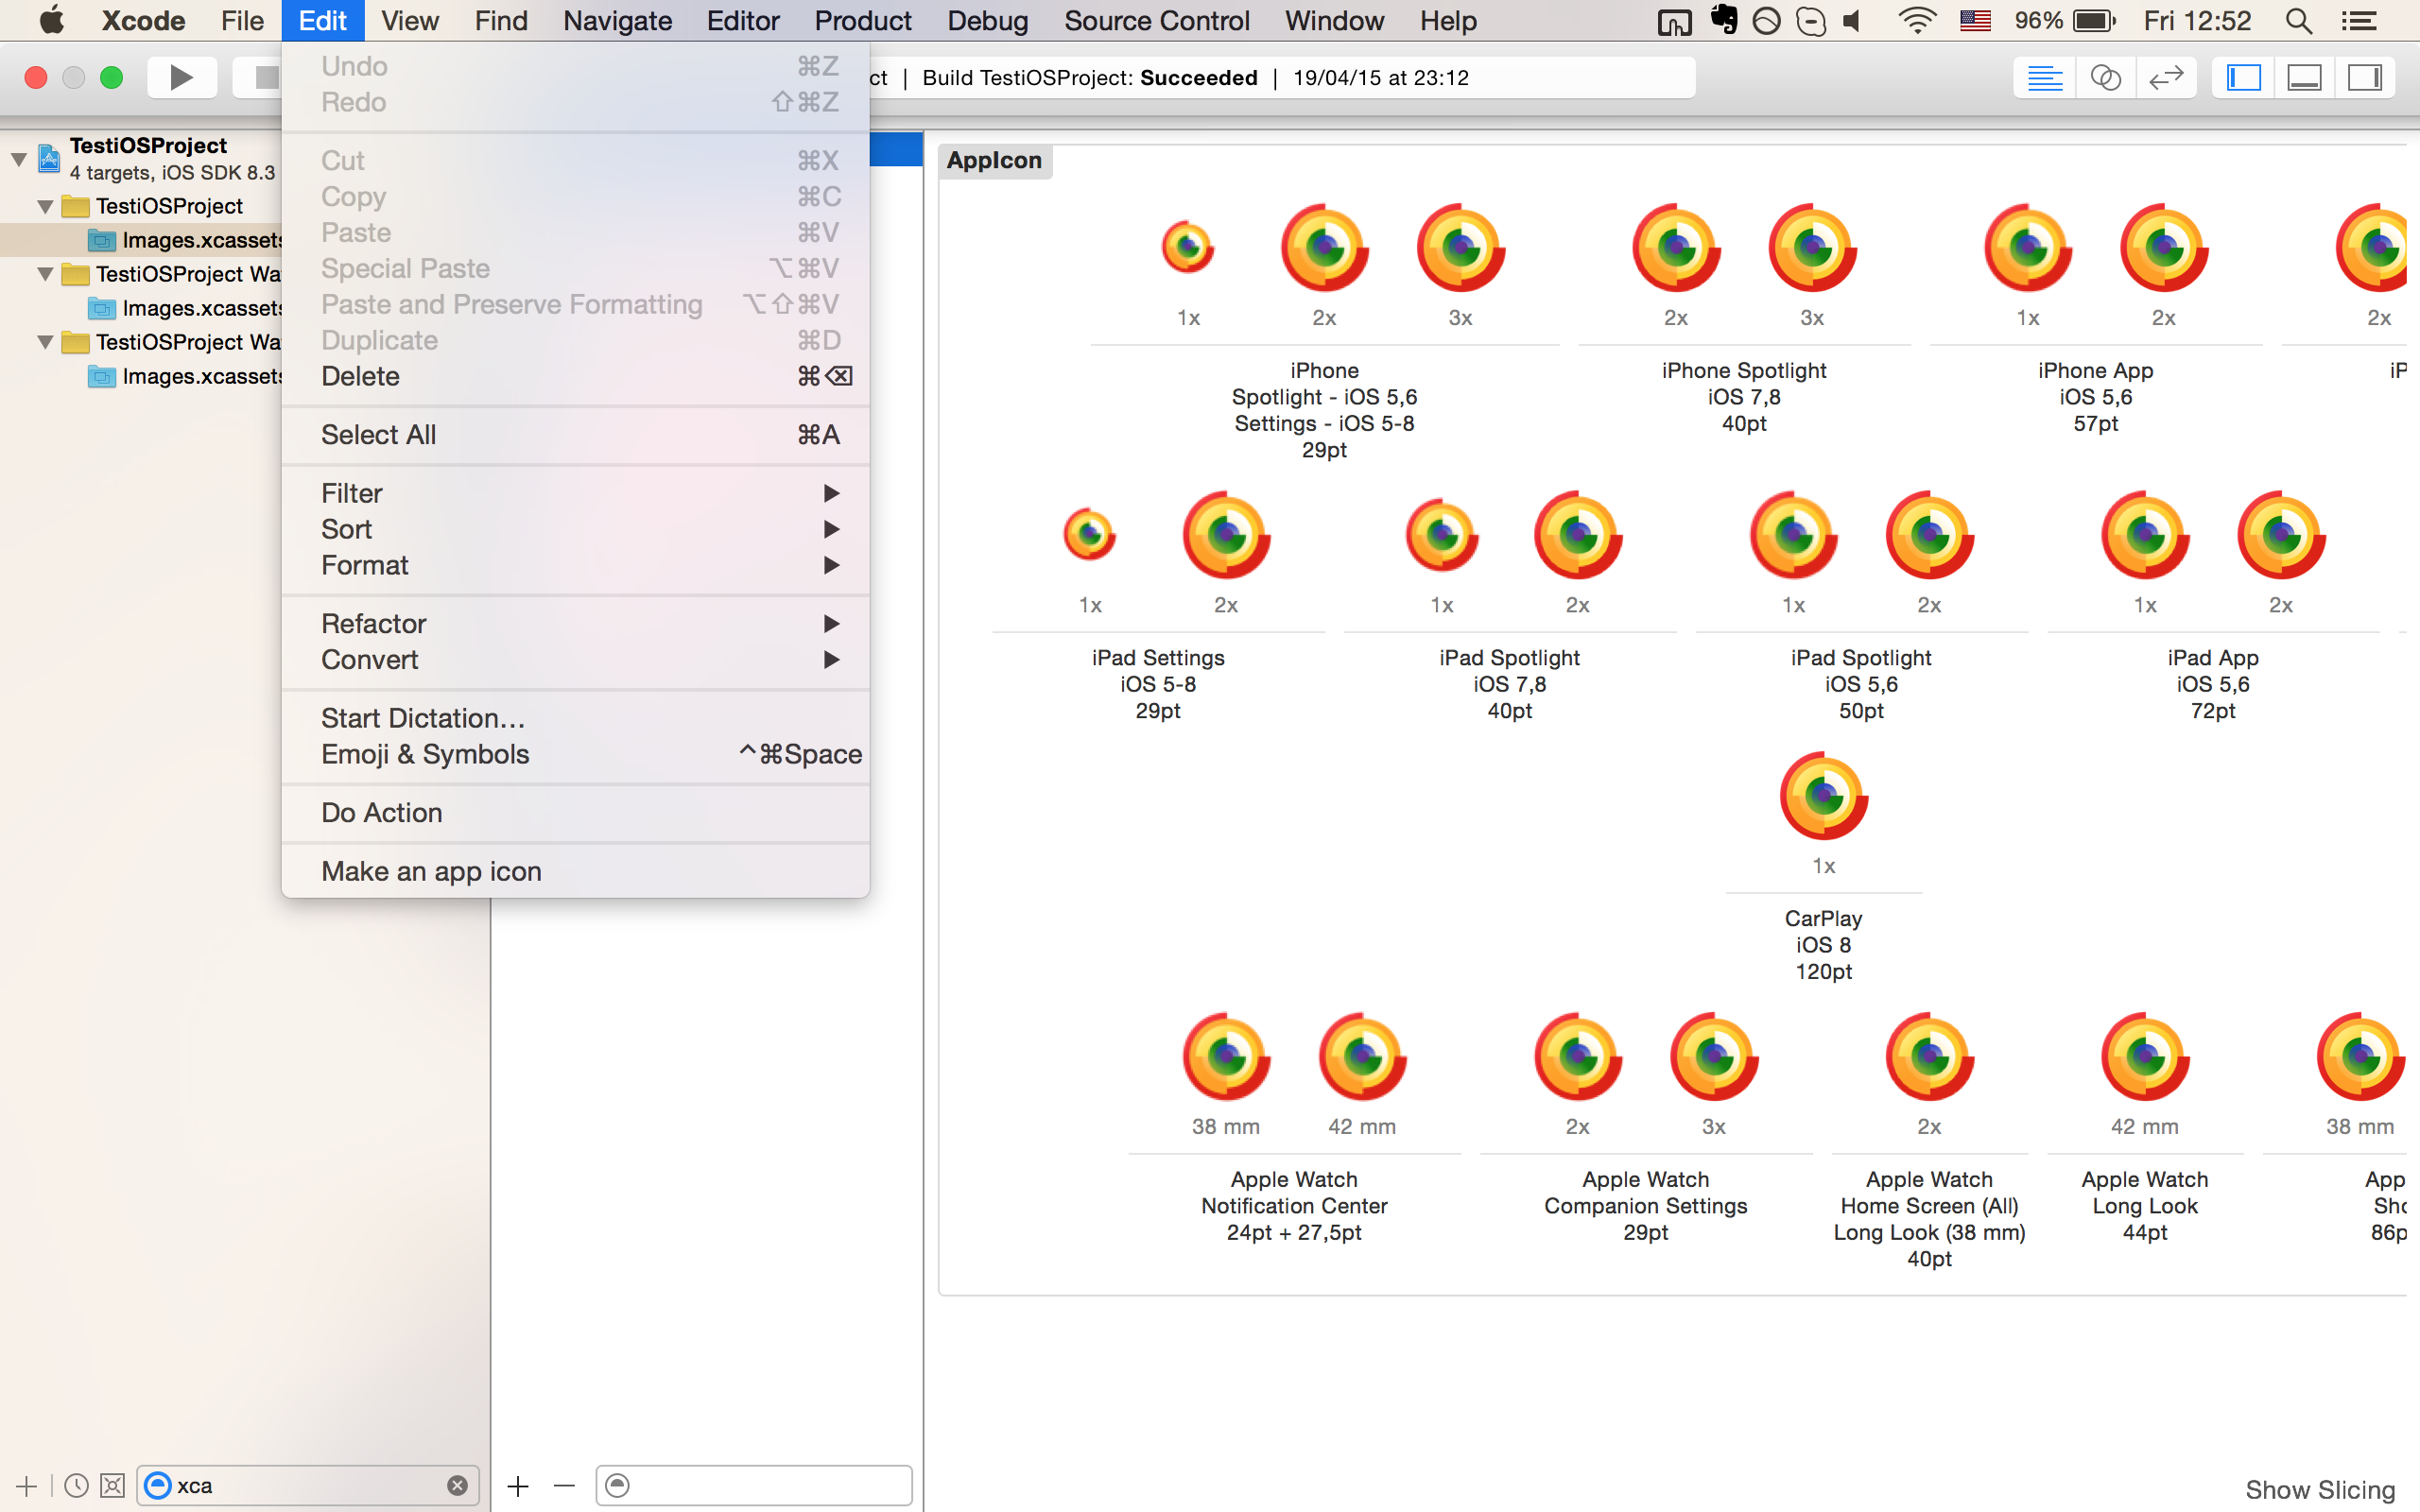 Xcode File Edit View Find Navigate Editor Product Debug Source Control Window Help 96% Fri 12:52
ct | Build TestiOSProject: Succeeded | 19/04/15 at 23:12
TestiOSProject
4 targets, iOS SDK 8.3
TestiOSProject
Images.xcassets
TestiOSProject Wa
Images.xcassets
TestiOSProject Wa
Images.xcassets
Undo ⌘Z
Redo ⇧⌘Z
Cut ⌘X
Copy ⌘C
Paste ⌘V
Special Paste ⌥⌘V
Paste and Preserve Formatting ⌥⇧⌘V
Duplicate ⌘D
Delete ⌘⌫
Select All ⌘A
Filter
Sort
Format
Refactor
Convert
Start Dictation…
Emoji & Symbols ^⌘Space
Do Action
Make an app icon
AppIcon
1x 2x 3x 2x 3x 1x 2x 2x
iPhone
Spotlight - iOS 5,6
Settings - iOS 5-8
29pt
iPhone Spotlight
iOS 7,8
40pt
iPhone App
iOS 5,6
57pt
iP
1x 2x 1x 2x 1x 2x 1x 2x
iPad Settings
iOS 5-8
29pt
iPad Spotlight
iOS 7,8
40pt
iPad Spotlight
iOS 5,6
50pt
iPad App
iOS 5,6
72pt
1x
CarPlay
iOS 8
120pt
38 mm 42 mm 2x 3x 2x 42 mm 38 mm
Apple Watch
Notification Center
24pt + 27,5pt
Apple Watch
Companion Settings
29pt
Apple Watch
Home Screen (All)
Long Look (38 mm)
40pt
Apple Watch
Long Look
44pt
App
Sho
86p
xca
Show Slicing